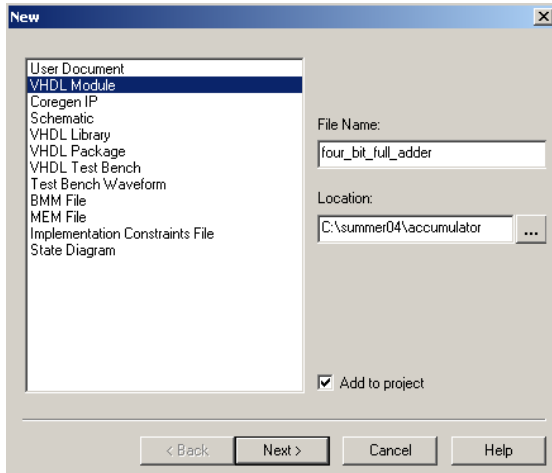 New
User Document
VHDL Module
Coregen IP
Schematic
VHDL Library
VHDL Package
VHDL Test Bench
Test Bench Waveform
BMM File
MEM File
Implementation Constraints File
State Diagram
File Name:
four_bit_full_adder
Location:
C:\summer04\accumulator
...
Add to project
< Back
Next >
Cancel
Help